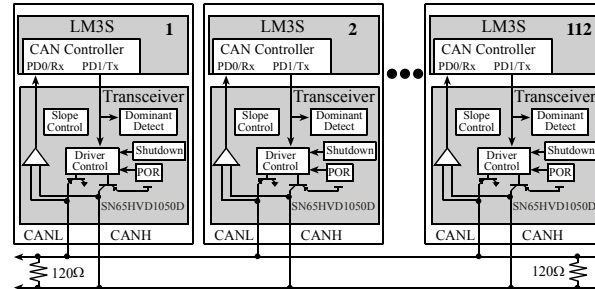 LM3S 1
CAN Controller
PD0/Rx PD1/Tx
Transceiver
Slope Control
Dominant Detect
Driver Control
Shutdown
POR
SN65HVD1050D
CANL CANH
LM3S 2
CAN Controller
PD0/Rx PD1/Tx
Transceiver
Slope Control
Dominant Detect
Driver Control
Shutdown
POR
SN65HVD1050D
CANL CANH
LM3S 112
CAN Controller
PD0/Rx PD1/Tx
Transceiver
Slope Control
Dominant Detect
Driver Control
Shutdown
POR
SN65HVD1050D
CANL CANH
120Ω
120Ω